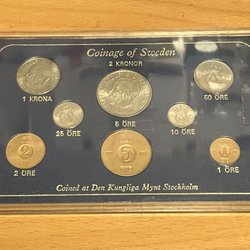 Coinage of Sweden
2 KRONOR
1 KRONA
50 ÖRE
25 ÖRE
5 ÖRE
10 ÖRE
2 ÖRE
5
1 ÖRE
Coined at Den Kungliga Mynt Stockholm